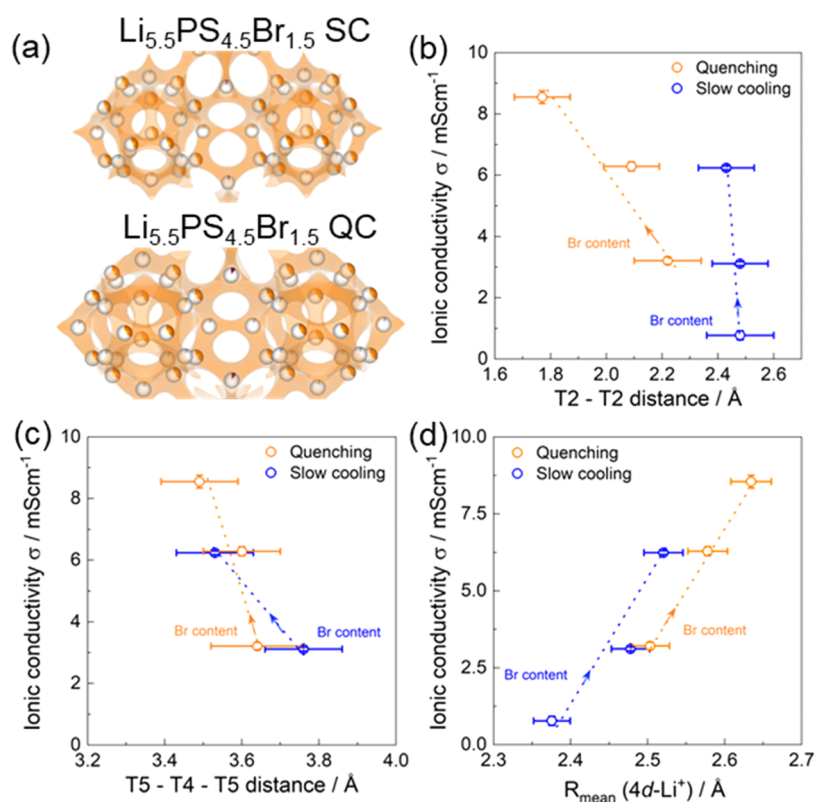 (a)
Li5.5PS4.5Br1.5 SC
Li5.5PS4.5Br1.5 QC
(b)
Ionic conductivity σ / mScm-1
10
8
6
4
2
0
Quenching
Slow cooling
Br content
Br content
1.6 1.8 2.0 2.2 2.4 2.6
T2 - T2 distance / Å
(c)
Ionic conductivity σ / mScm-1
10
8
6
4
2
0
Quenching
Slow cooling
Br content
Br content
3.2 3.4 3.6 3.8 4.0
T5 - T4 - T5 distance / Å
(d)
Ionic conductivity σ / mScm-1
10.0
7.5
5.0
2.5
0.0
Quenching
Slow cooling
Br content
Br content
2.3 2.4 2.5 2.6 2.7
Rmean (4d-Li+) / Å